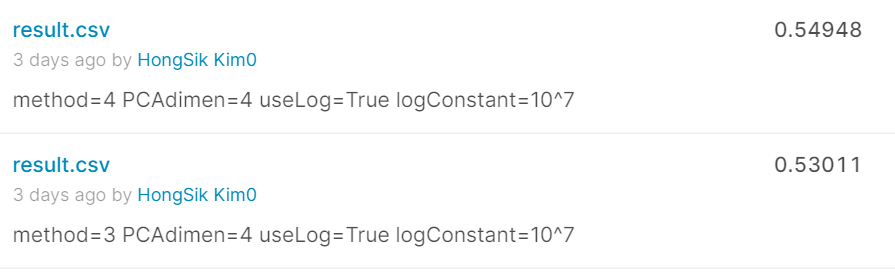 result.csv 0.54948
3 days ago by HongSik Kim0
method=4 PCAdimen=4 useLog=True logConstant=10^7
result.csv 0.53011
3 days ago by HongSik Kim0
method=3 PCAdimen=4 useLog=True logConstant=10^7